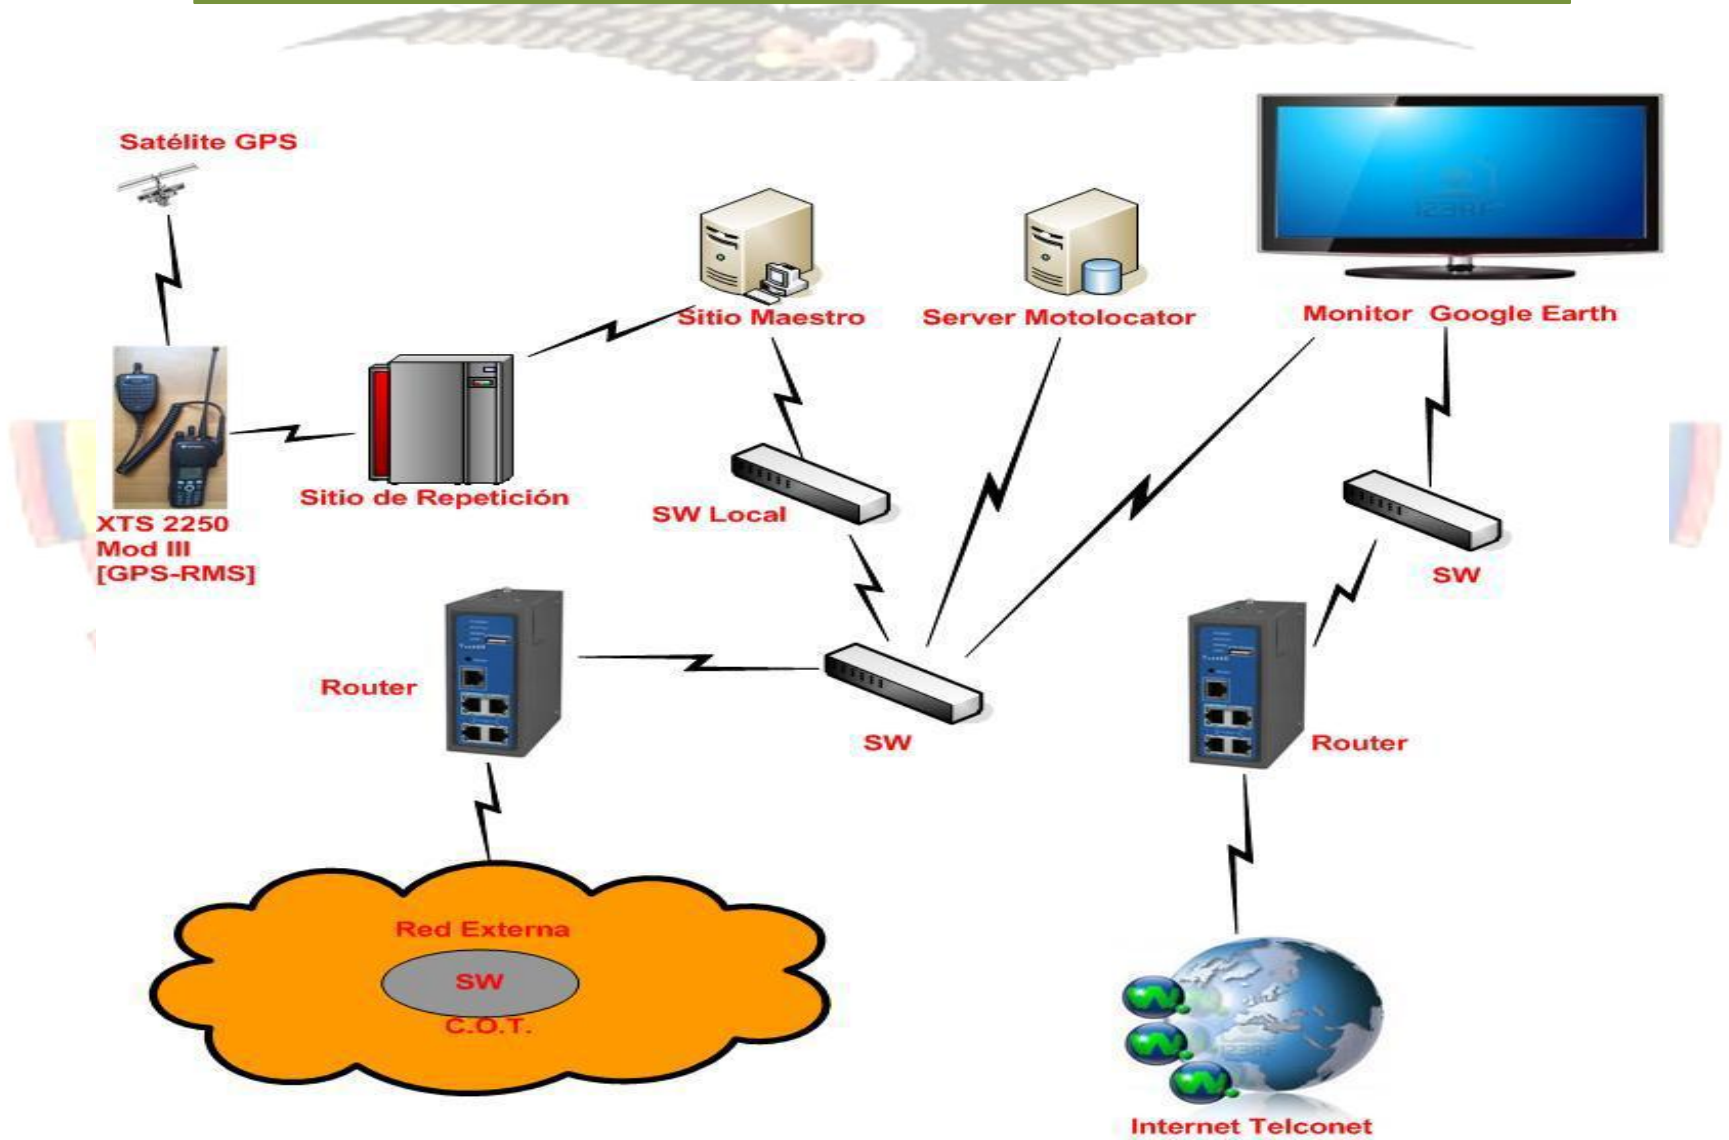 Satélite GPS
Sitio Maestro
Server Motolocator
Monitor Google Earth
Sitio de Repetición
SW Local
XTS 2250
Mod III
[GPS-RMS]
SW
Router
SW
Router
Red Externa
SW
C.O.T.
Internet Telconet